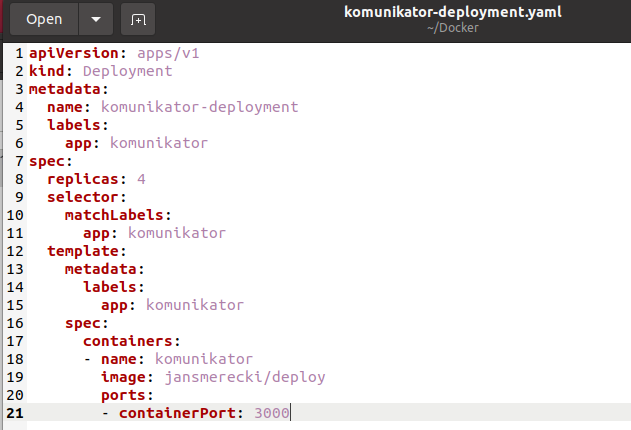 Open
komunikator-deployment.yaml
~/Docker
1 apiVersion: apps/v1
2 kind: Deployment
3 metadata:
4   name: komunikator-deployment
5   labels:
6     app: komunikator
7 spec:
8   replicas: 4
9   selector:
10     matchLabels:
11       app: komunikator
12   template:
13     metadata:
14       labels:
15         app: komunikator
16     spec:
17       containers:
18       - name: komunikator
19         image: jansmerecki/deploy
20         ports:
21         - containerPort: 3000